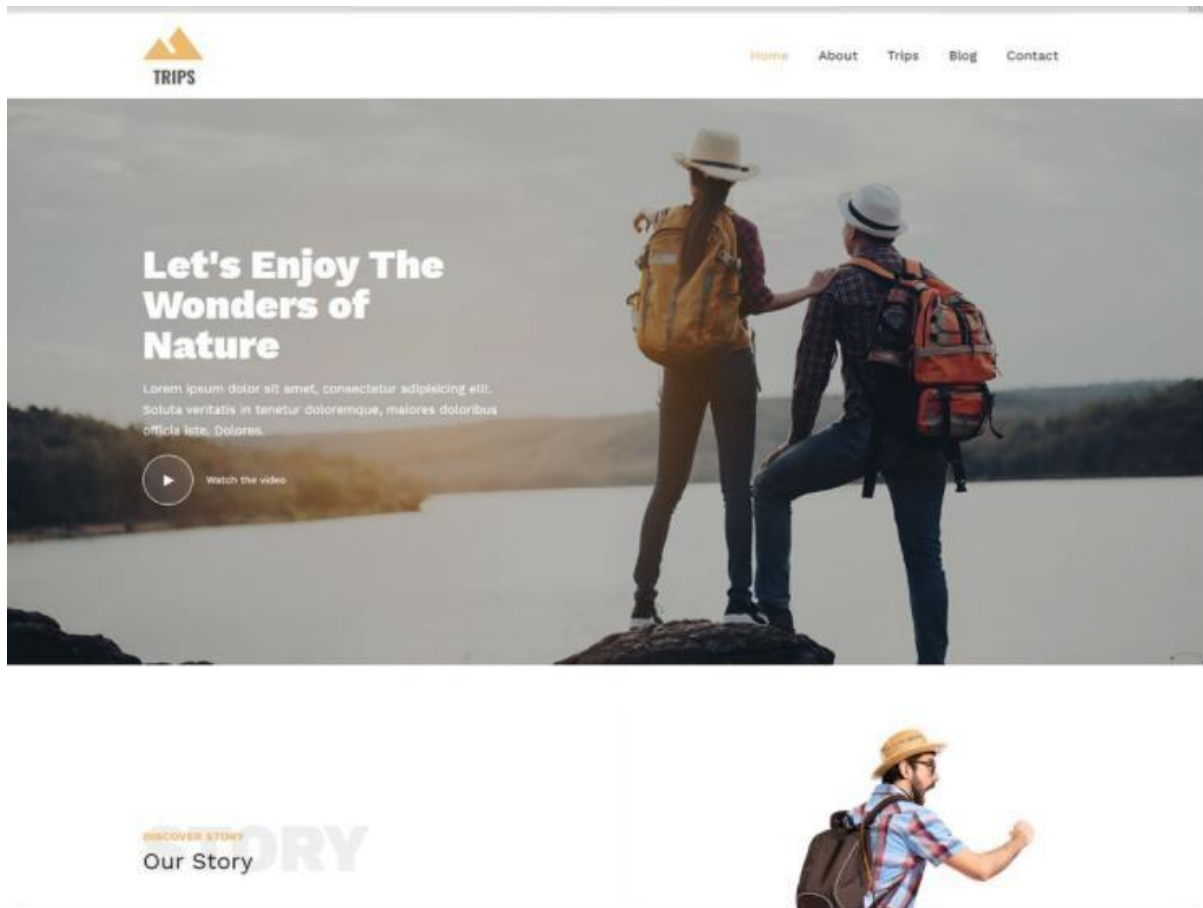 TRIPS
Home About Trips Blog Contact
Let's Enjoy The
Wonders of
Nature
Lorem ipsum dolor sit amet, consectetur adipisicing elit.
Soluta veritatis in tenetur doloremque, maiores doloribus
officia iste. Dolores.
Watch the video
STORY
DISCOVER STORY
Our Story